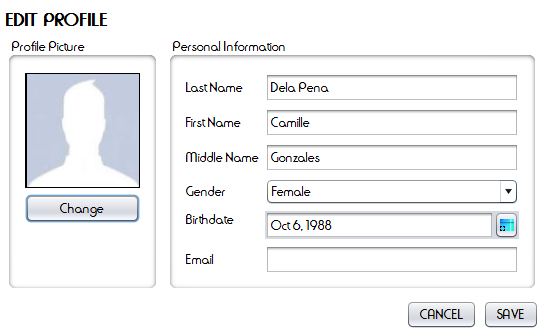 EDIT PROFILE
Profile Picture
Change
Personal Information
Last Name Dela Pena
First Name Camille
Middle Name Gonzales
Gender Female
Birthdate Oct 6, 1988
Email
CANCEL SAVE